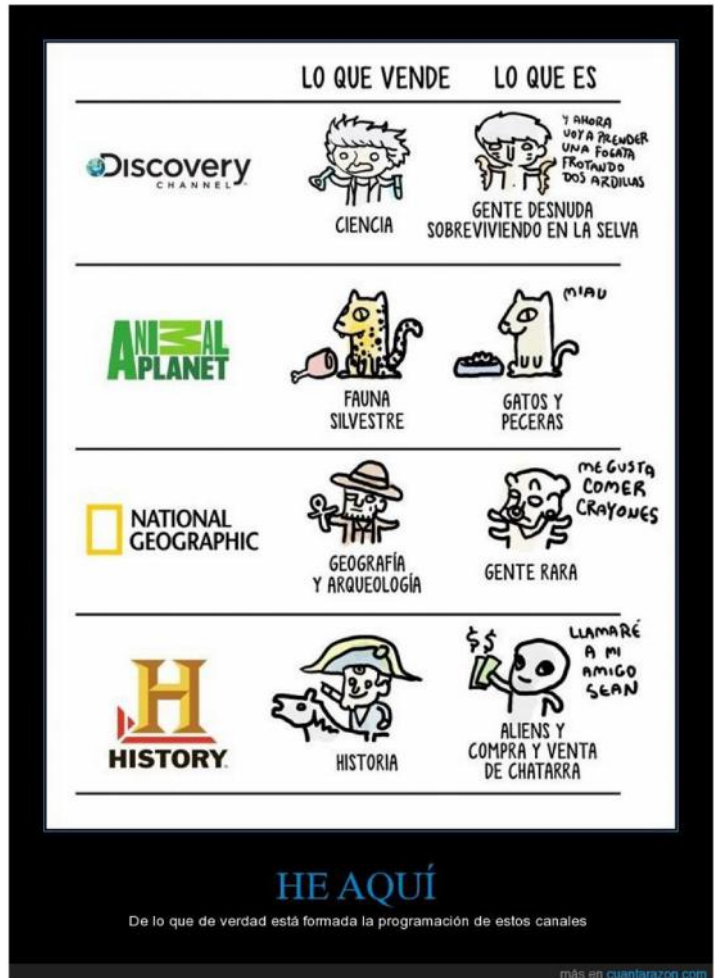 LO QUE VENDE
LO QUE ES
Discovery
CHANNEL
CIENCIA
Y AHORA
VOY A PRENDER
UNA FOGATA
FROTANDO
DOS ARDILLAS
GENTE DESNUDA
SOBREVIVIENDO EN LA SELVA
ANIMAL
PLANET
FAUNA
SILVESTRE
MIAU
GATOS Y
PECERAS
NATIONAL
GEOGRAPHIC
GEOGRAFÍA
Y ARQUEOLOGÍA
ME GUSTA
COMER
CRAYONES
GENTE RARA
H
HISTORY
HISTORIA
$$
LLAMARÉ
A MI
AMIGO
SEAN
ALIENS Y
COMPRA Y VENTA
DE CHATARRA
HE AQUÍ
De lo que de verdad está formada la programación de estos canales
más en cuantarazon.com